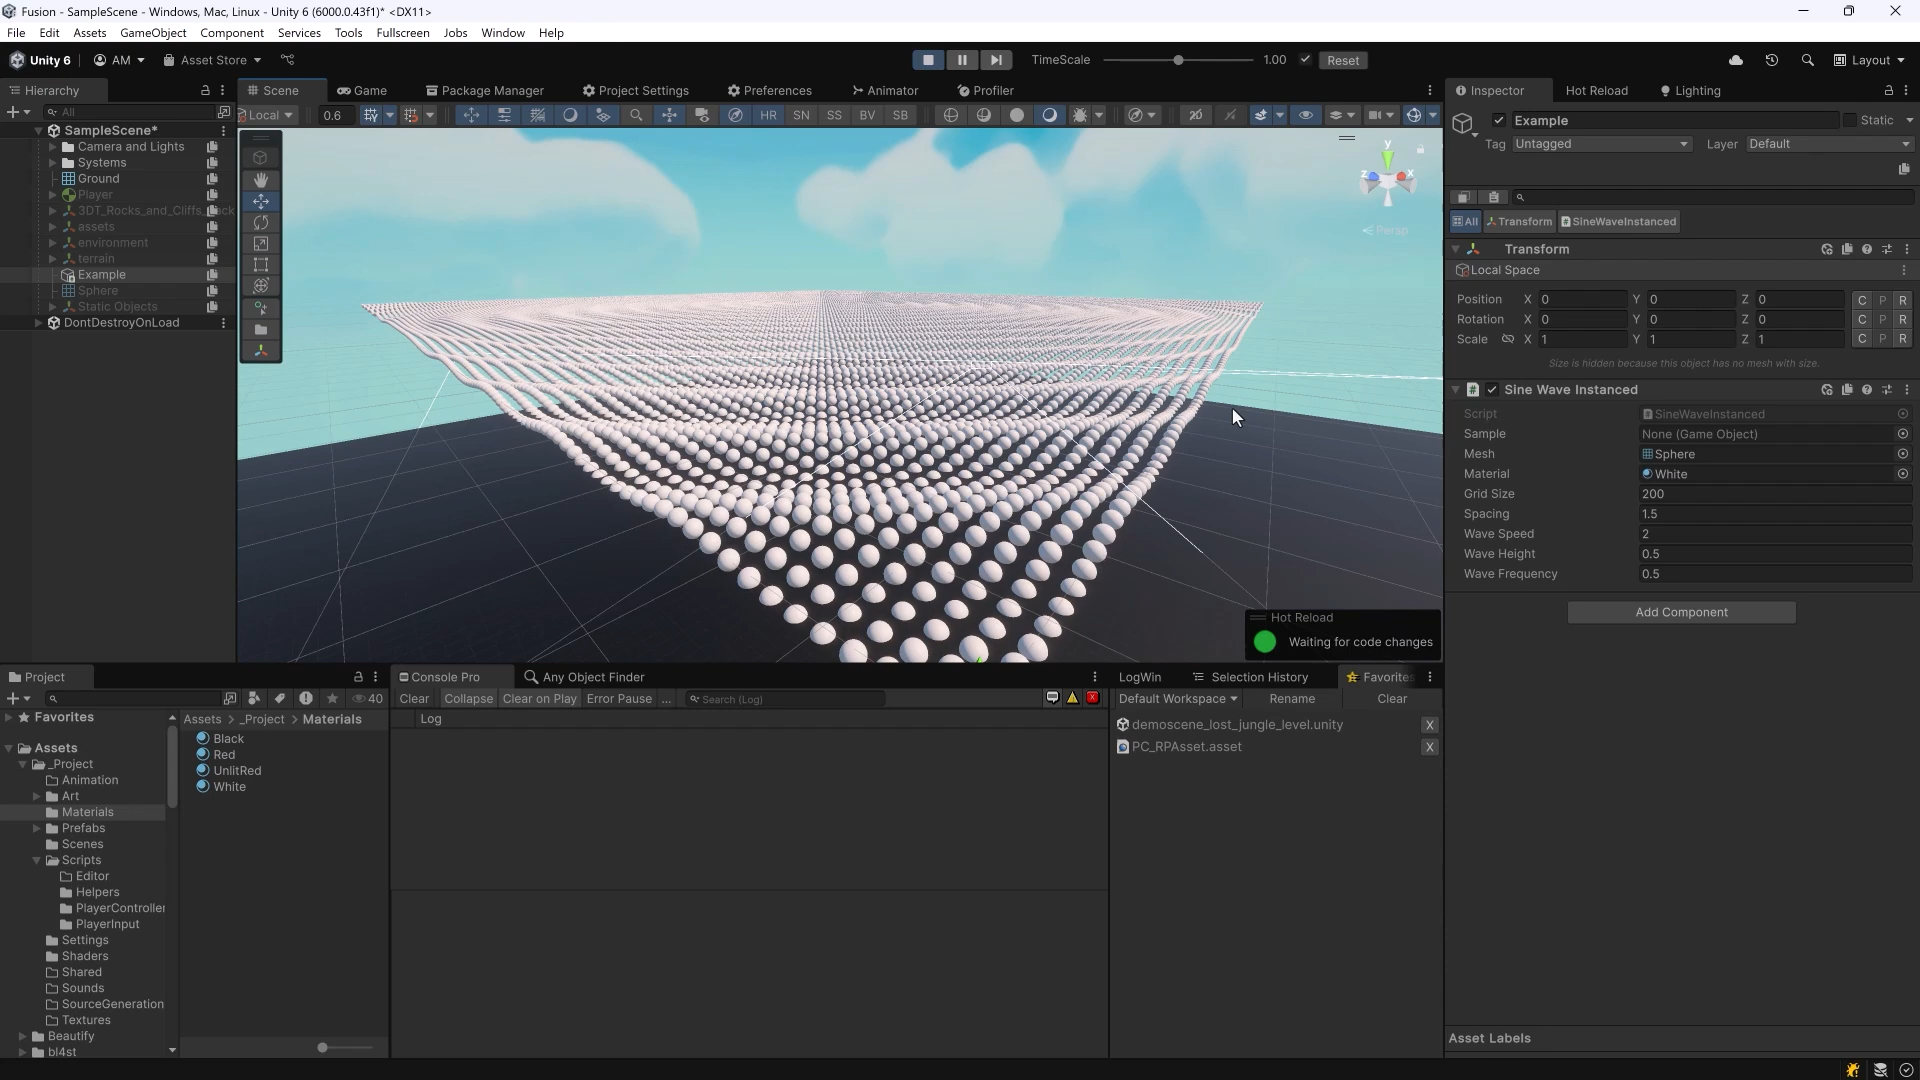 Fusion - SampleScene - Windows, Mac, Linux - Unity 6 (6000.0.43f1)* <DX11>
File Edit Assets GameObject Component Services Tools Fullscreen Jobs Window Help
Unity 6 AM Asset Store TimeScale 1.00 Reset Layout
Hierarchy
All
SampleScene*
Camera and Lights
Systems
Ground
Player
3DT_Rocks_and_Cliffs
assets
environment
terrain
Example
Sphere
Static Objects
DontDestroyOnLoad
Scene Game Package Manager Project Settings Preferences Animator Profiler
Local 0.6 HR SN SS BV SB 2D
y
z x
Persp
Hot Reload
Waiting for code changes
Inspector Hot Reload Lighting
Example Static
Tag Untagged Layer Default
All Transform SineWaveInstanced
Transform
Local Space
Position X 0 Y 0 Z 0 C P R
Rotation X 0 Y 0 Z 0 C P R
Scale X 1 Y 1 Z 1 C P R
Size is hidden because this object has no mesh with size.
Sine Wave Instanced
Script SineWaveInstanced
Sample None (Game Object)
Mesh Sphere
Material White
Grid Size 200
Spacing 1.5
Wave Speed 2
Wave Height 0.5
Wave Frequency 0.5
Add Component
Asset Labels
Project
40
Favorites
Assets
_Project
Animation
Art
Materials
Prefabs
Scenes
Scripts
Editor
Helpers
PlayerController
PlayerInput
Settings
Shaders
Shared
Sounds
SourceGeneration
Textures
Beautify
bl4st
Assets > _Project > Materials
Black
Red
UnlitRed
White
Console Pro Any Object Finder
Clear Collapse Clear on Play Error Pause ... Search (Log)
Log
LogWin Selection History Favorites
Default Workspace Rename Clear
demoscene_lost_jungle_level.unity X
PC_RPAsset.asset X